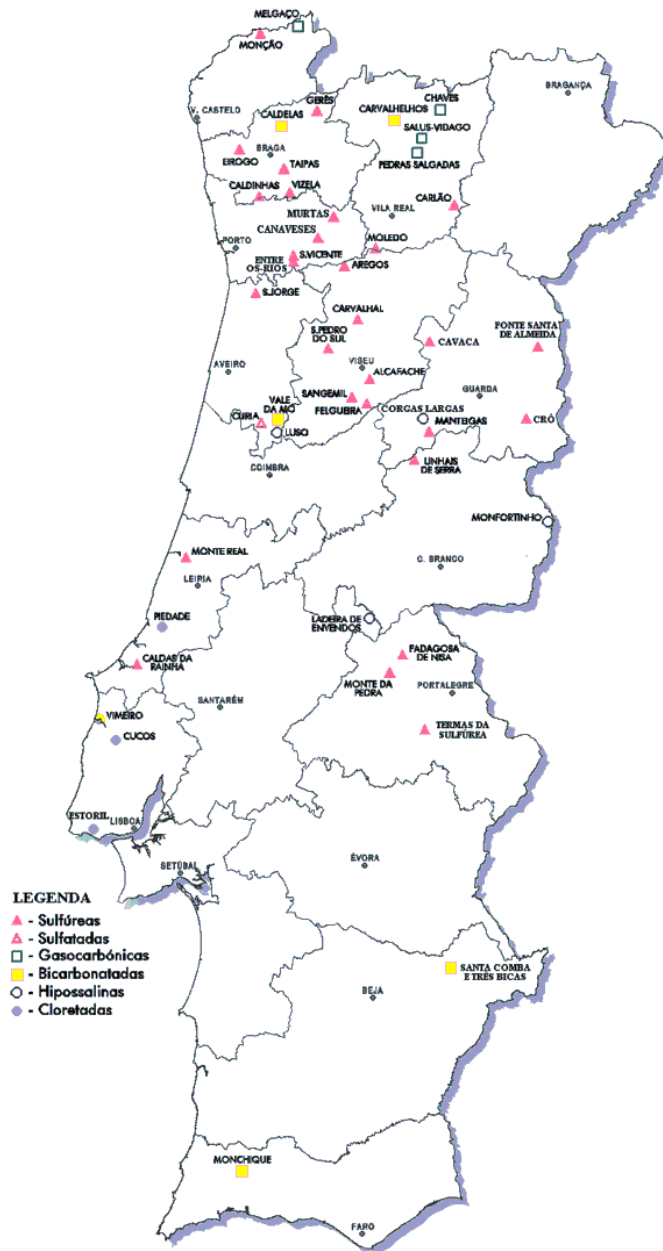 MELGAÇO
MONÇÃO
BRAGANÇA
V. CASTELO
GERÊS
CALDELAS
CARVALHELHOS
CHAVES
SALUS-VIDAGO
BRAGA
EIROGO
TAIPAS
PEDRAS SALGADAS
CALDINHAS
VIZELA
CARLÃO
MURTAS
VILA REAL
CANAVESES
MOLEDO
PORTO
S.VICENTE
ENTRE
OS-RIOS
AREGOS
S.JORGE
CARVALHAL
S.PEDRO
DO SUL
CAVACA
FONTE SANTA
DE ALMEIDA
AVEIRO
VISEU
ALCAFACHE
GUARDA
SANGEMIL
FELGUEIRA
VALE
DA MÓ
CURIA
LUSO
CORGAS LARGAS
MANTEIGAS
CRÓ
UNHAIS
DE SERRA
COIMBRA
MONFORTINHO
MONTE REAL
C. BRANCO
LEIRIA
PIEDADE
LADEIRA DE
ENVENDOS
CALDAS DA
RAINHA
FADAGOSA
DE NISA
MONTE DA
PEDRA
PORTALEGRE
SANTARÉM
VIMEIRO
CUCOS
TERMAS DA
SULFÚREA
ESTORIL
LISBOA
SETÚBAL
ÉVORA
LEGENDA
- Sulfúreas
- Sulfatadas
- Gasocarbónicas
- Bicarbonatadas
- Hipossalinas
- Cloretadas
SANTA COMBA
E TRÊS BICAS
BEJA
MONCHIQUE
FARO